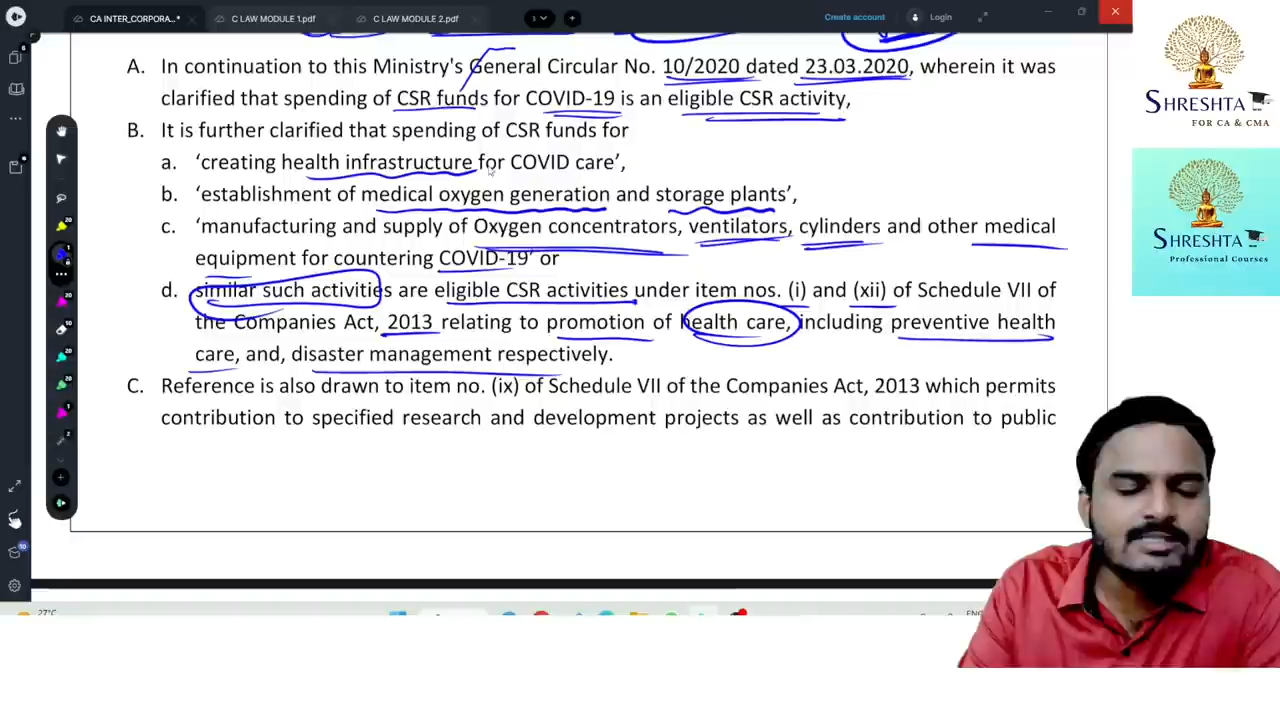 CA INTER_CORPORA...*
C LAW MODULE 1.pdf
C LAW MODULE 2.pdf
Create account
Login
A. In continuation to this Ministry's General Circular No. 10/2020 dated 23.03.2020, wherein it was
clarified that spending of CSR funds for COVID-19 is an eligible CSR activity,
B. It is further clarified that spending of CSR funds for
a. ‘creating health infrastructure for COVID care’,
b. ‘establishment of medical oxygen generation and storage plants’,
c. ‘manufacturing and supply of Oxygen concentrators, ventilators, cylinders and other medical
equipment for countering COVID-19’ or
d. similar such activities are eligible CSR activities under item nos. (i) and (xii) of Schedule VII of
the Companies Act, 2013 relating to promotion of health care, including preventive health
care, and, disaster management respectively.
C. Reference is also drawn to item no. (ix) of Schedule VII of the Companies Act, 2013 which permits
contribution to specified research and development projects as well as contribution to public
27°C
SHRESHTA
FOR CA & CMA
SHRESHTA
Professional Courses